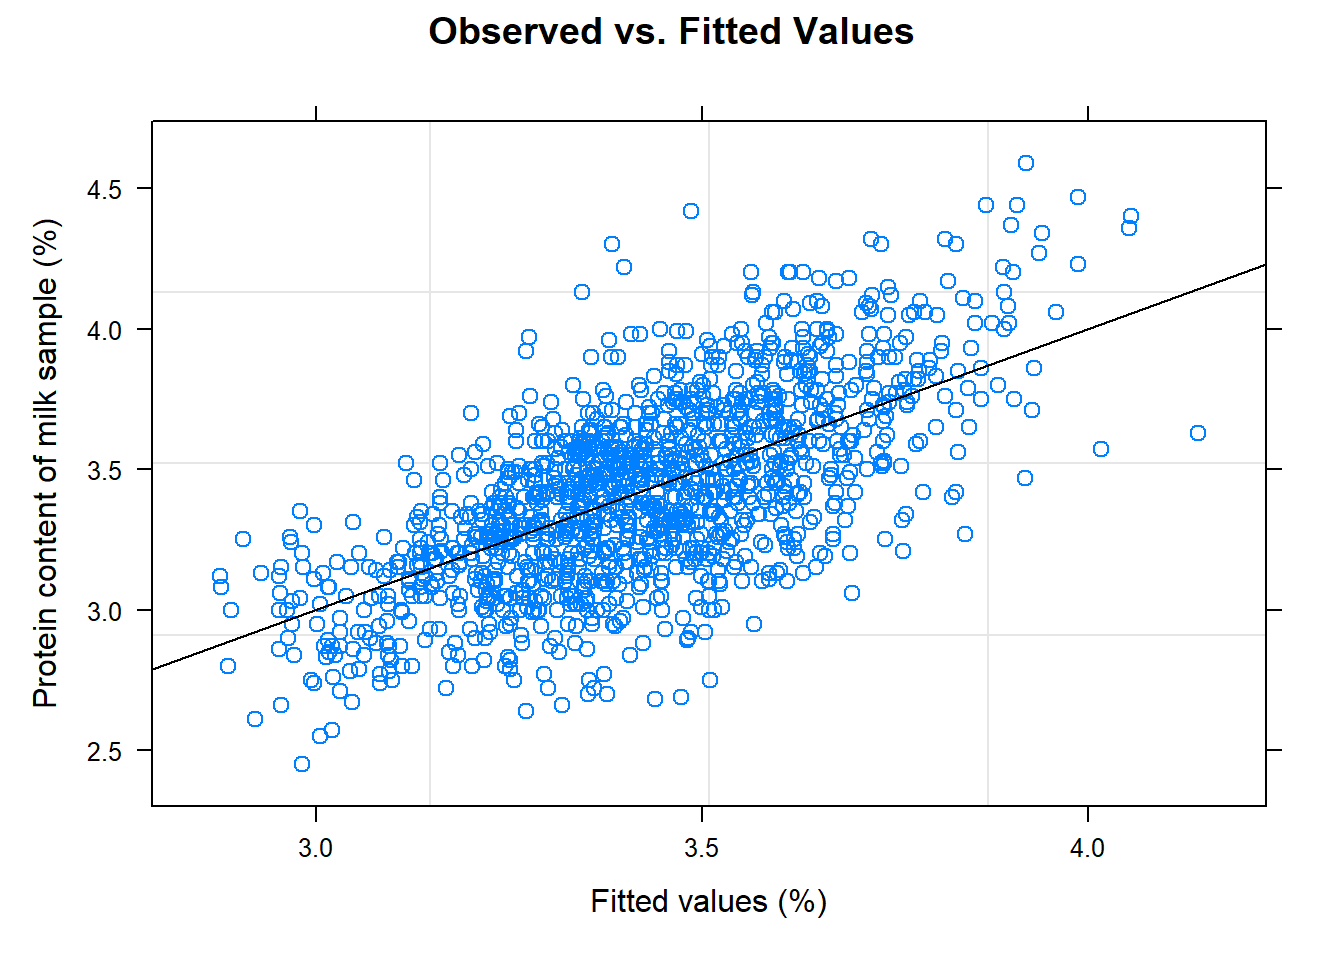 Observed vs. Fitted Values
Protein content of milk sample (%)
4.5
4.0
3.5
3.0
2.5
3.0
3.5
4.0
Fitted values (%)